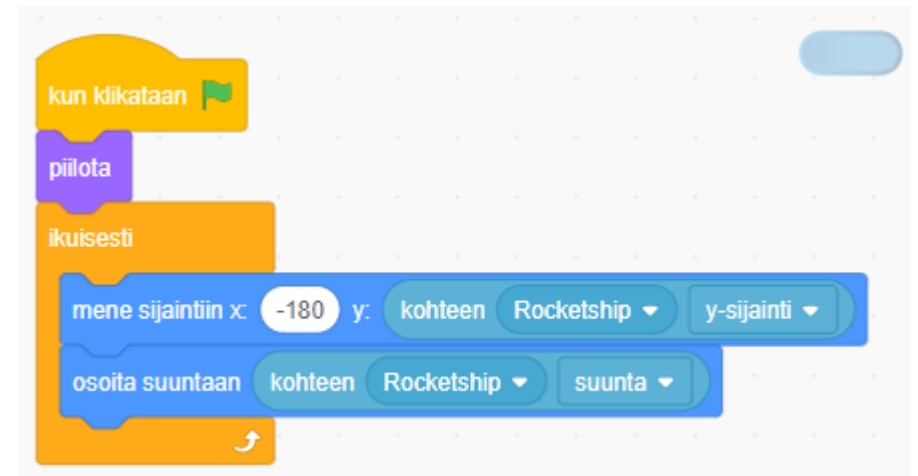 kun klikataan
piilota
ikuisesti
mene sijaintiin x: -180 y: kohteen Rocketship y-sijainti
osoita suuntaan kohteen Rocketship suunta